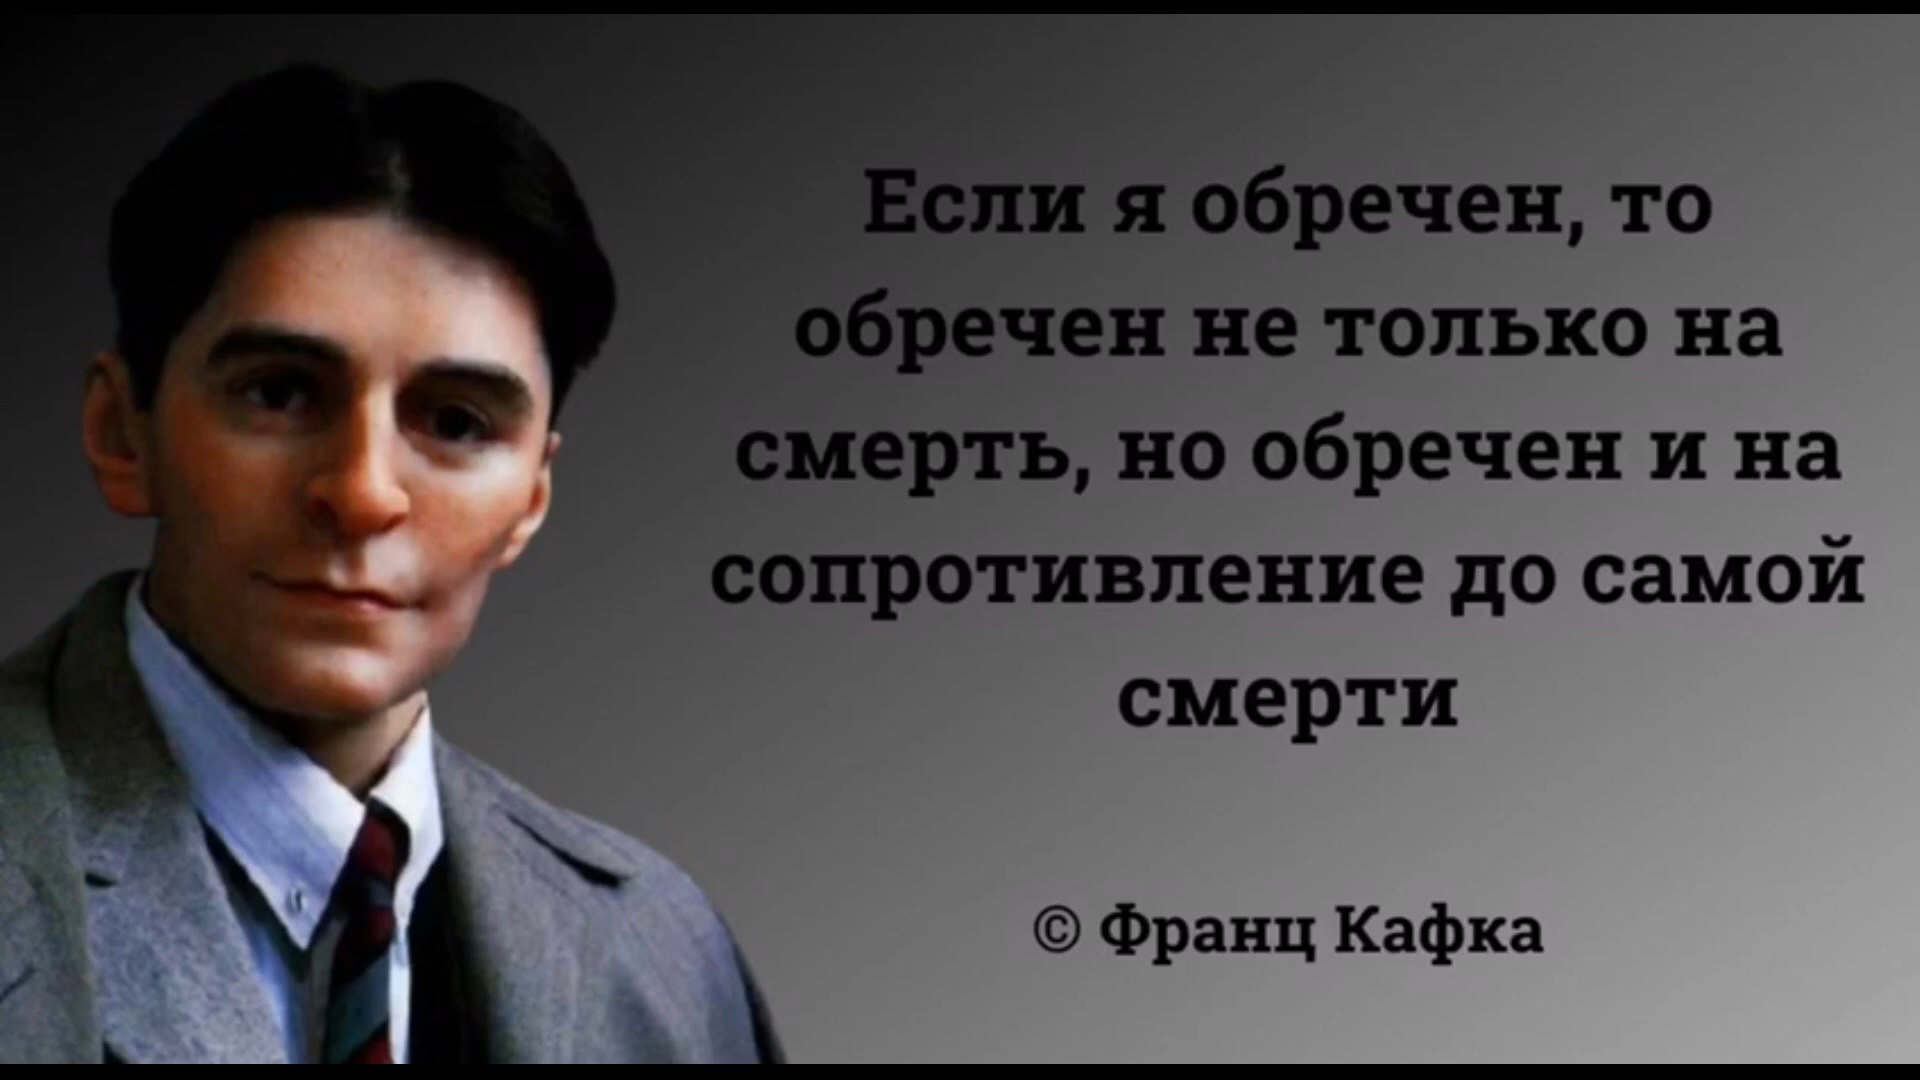 Если я обречен, то
обречен не только на
смерть, но обречен и на
сопротивление до самой
смерти
© Франц Кафка